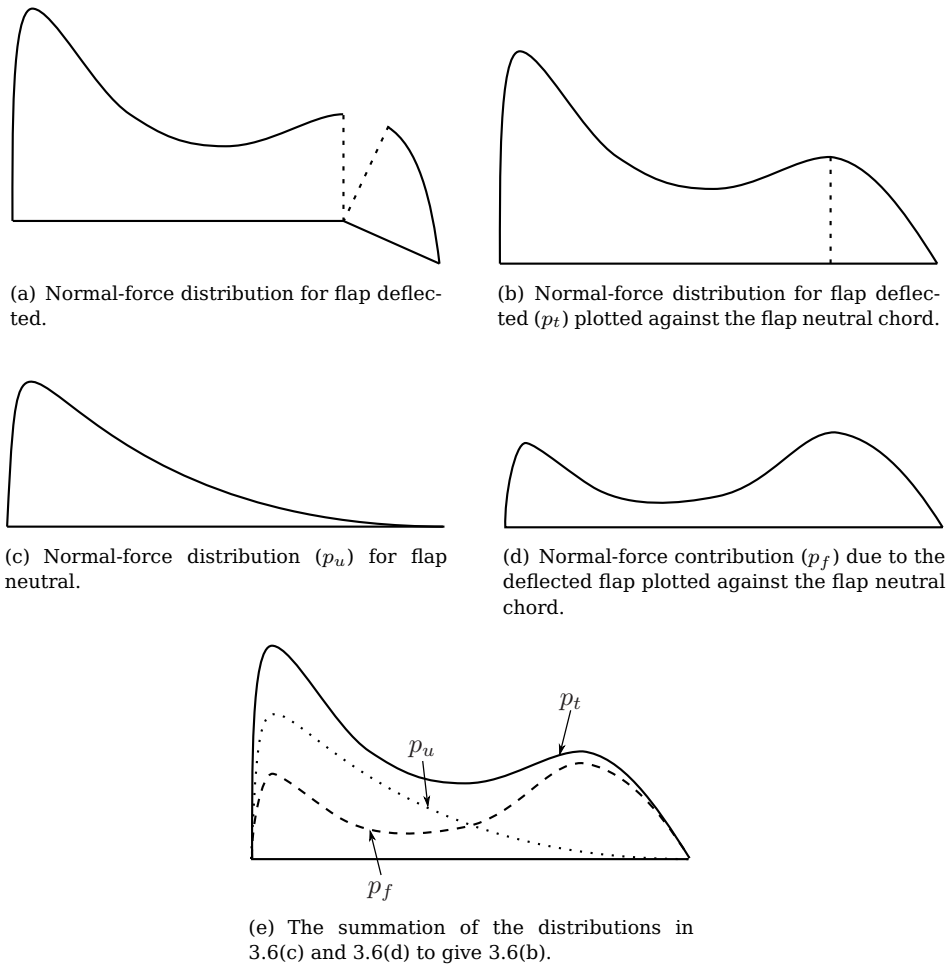 (a) Normal-force distribution for flap deflec-
ted.
(b) Normal-force distribution for flap deflec-
ted (p_t) plotted against the flap neutral chord.
(c) Normal-force distribution (p_u) for flap
neutral.
(d) Normal-force contribution (p_f) due to the
deflected flap plotted against the flap neutral
chord.
p_t
p_u
p_f
(e) The summation of the distributions in
3.6(c) and 3.6(d) to give 3.6(b).